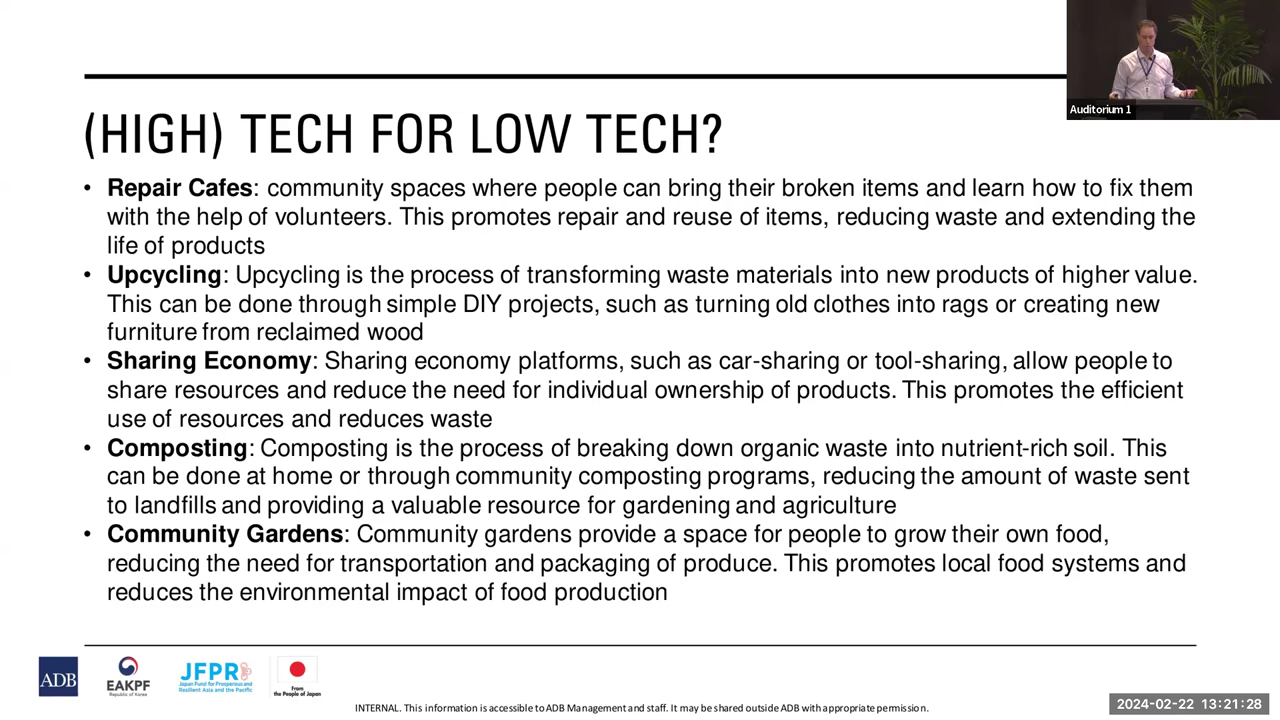 Auditorium 1
(HIGH) TECH FOR LOW TECH?
• Repair Cafes: community spaces where people can bring their broken items and learn how to fix them
with the help of volunteers. This promotes repair and reuse of items, reducing waste and extending the
life of products
• Upcycling: Upcycling is the process of transforming waste materials into new products of higher value.
This can be done through simple DIY projects, such as turning old clothes into rags or creating new
furniture from reclaimed wood
• Sharing Economy: Sharing economy platforms, such as car-sharing or tool-sharing, allow people to
share resources and reduce the need for individual ownership of products. This promotes the efficient
use of resources and reduces waste
• Composting: Composting is the process of breaking down organic waste into nutrient-rich soil. This
can be done at home or through community composting programs, reducing the amount of waste sent
to landfills and providing a valuable resource for gardening and agriculture
• Community Gardens: Community gardens provide a space for people to grow their own food,
reducing the need for transportation and packaging of produce. This promotes local food systems and
reduces the environmental impact of food production
ADB
EAKPF
Republic of Korea
JFPR
Japan Fund for Prosperous and
Resilient Asia and the Pacific
From
the People of Japan
INTERNAL. This information is accessible to ADB Management and staff. It may be shared outside ADB with appropriate permission.
2024-02-22 13:21:28